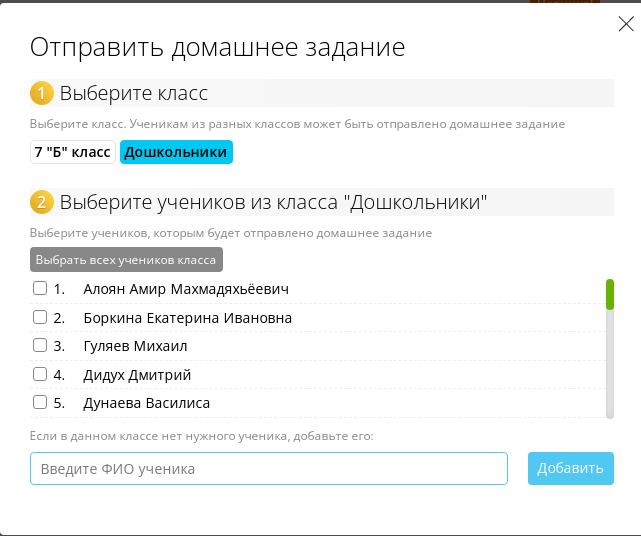 Отправить домашнее задание
1 Выберите класс
Выберите класс. Ученикам из разных классов может быть отправлено домашнее задание
7 "Б" класс Дошкольники
2 Выберите учеников из класса "Дошкольники"
Выберите учеников, которым будет отправлено домашнее задание
Выбрать всех учеников класса
1. Алоян Амир Махмадяхьёевич
2. Боркина Екатерина Ивановна
3. Гуляев Михаил
4. Дидух Дмитрий
5. Дунаева Василиса
Если в данном классе нет нужного ученика, добавьте его:
Введите ФИО ученика Добавить